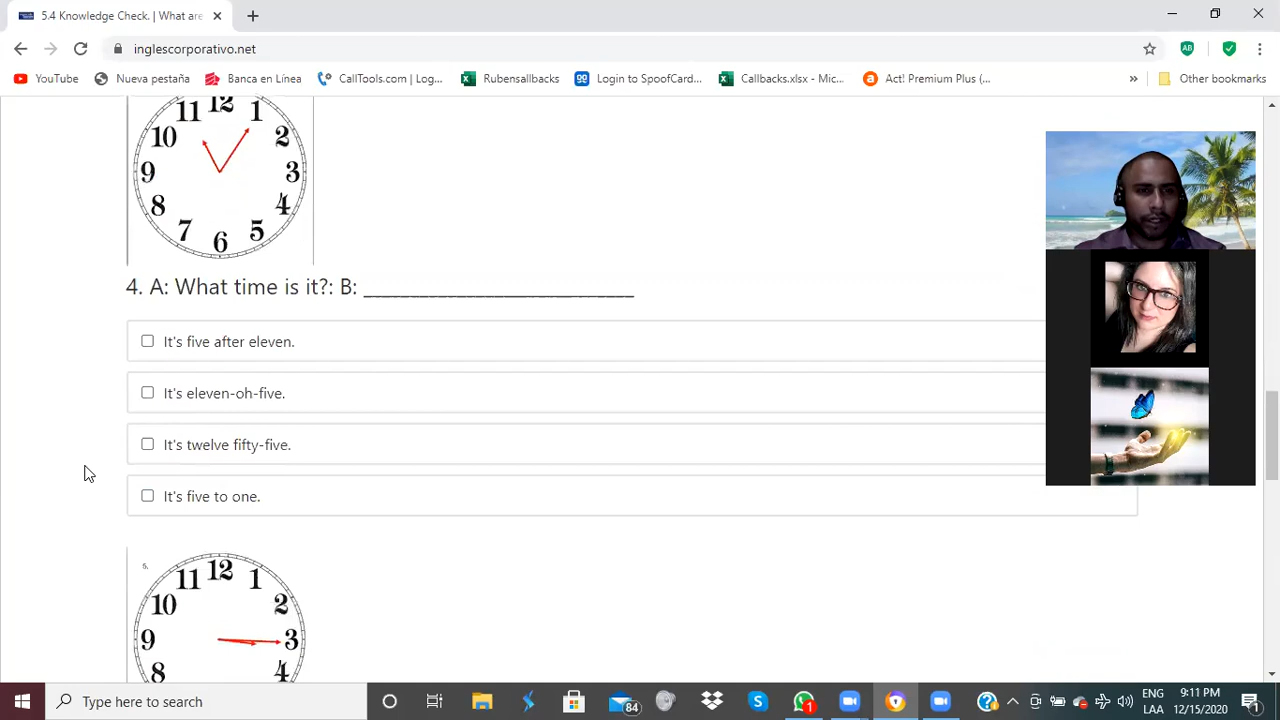 5.4 Knowledge Check. | What are
inglescorporativo.net
AB
YouTube
Nueva pestaña
Banca en Línea
CallTools.com | Log...
Rubensallbacks
Login to SpoofCard...
Callbacks.xlsx - Mic...
Act! Premium Plus (...
»
Other bookmarks
12
11 1
10 2
9 3
8 4
7 5
6
4. A: What time is it?: B: ______________________________
It's five after eleven.
It's eleven-oh-five.
It's twelve fifty-five.
It's five to one.
5.
12
11 1
10 2
9 3
8 4
Type here to search
84
1
ENG
LAA
9:11 PM
12/15/2020
1